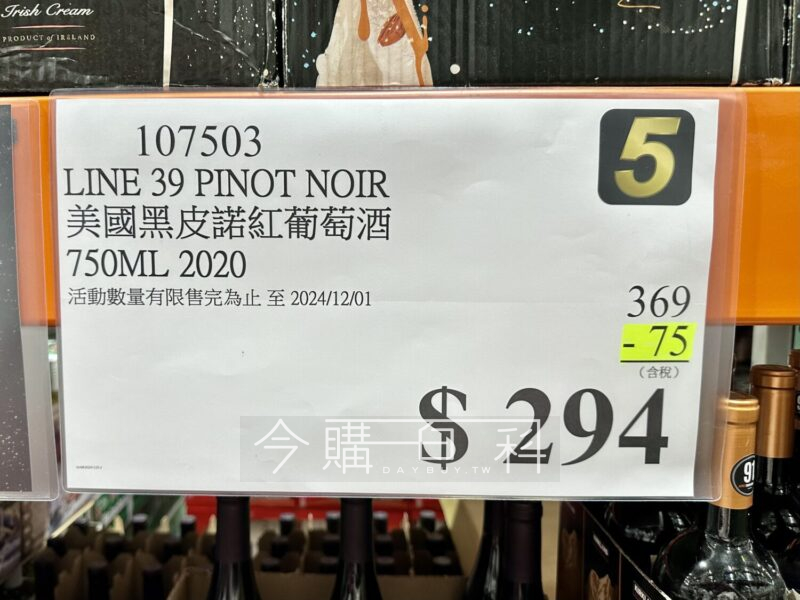 Irish Cream
PRODUCT of IRELAND
107503
5
LINE 39 PINOT NOIR
美國黑皮諾紅葡萄酒
750ML 2020
活動數量有限售完為止 至 2024/12/01
369
- 75
(含稅)
$ 294
今購百科
DAYBUY.TW
91